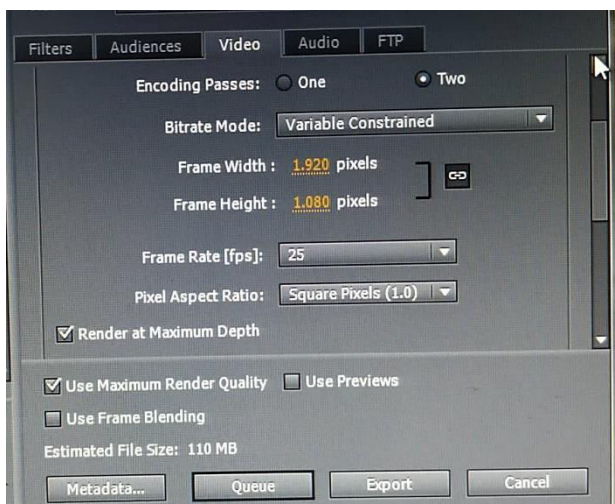 Filters Audiences Video Audio FTP
Encoding Passes: One Two
Bitrate Mode: Variable Constrained
Frame Width : 1.920 pixels
Frame Height : 1.080 pixels
Frame Rate [fps]: 25
Pixel Aspect Ratio: Square Pixels (1.0)
Render at Maximum Depth
Use Maximum Render Quality Use Previews
Use Frame Blending
Estimated File Size: 110 MB
Metadata... Queue Export Cancel